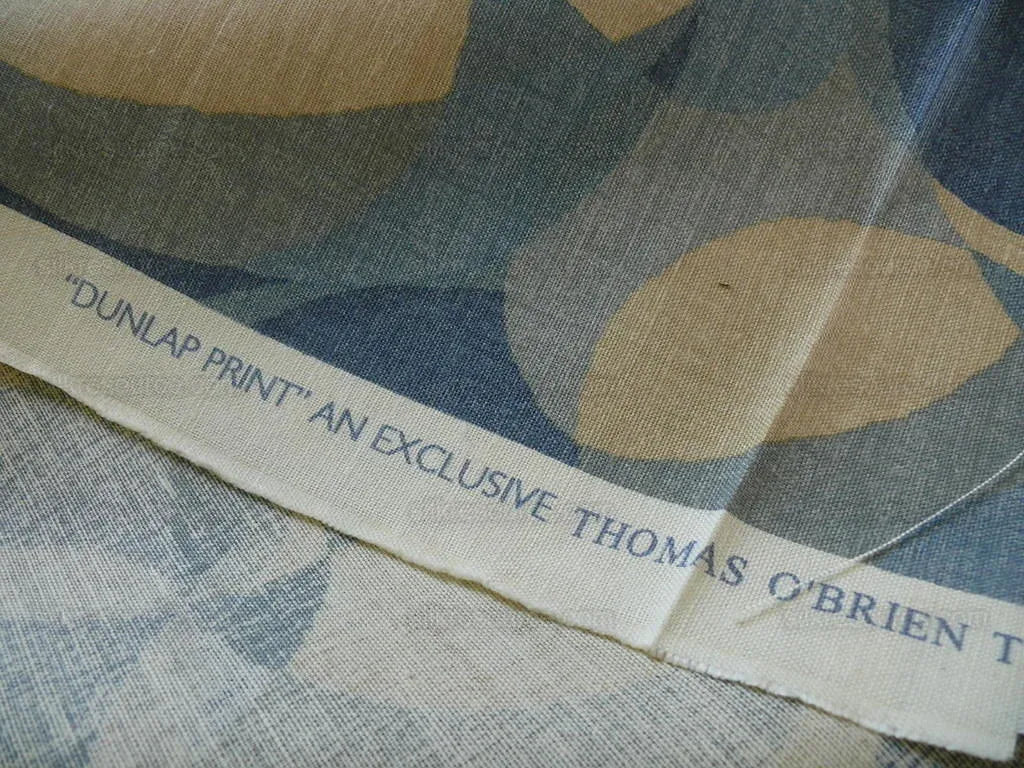 “DUNLAP PRINT” AN EXCLUSIVE THOMAS O'BRIEN T